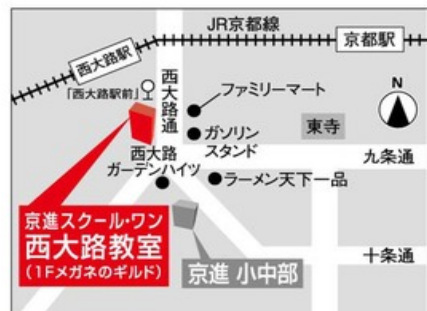 JR京都線
京都駅
西大路駅
「西大路駅前」
西大路通
ファミリーマート
N
ガソリン
スタンド
東寺
西大路
ガーデンハイツ
九条通
ラーメン天下一品
京進スクール・ワン
西大路教室
(1Fメガネのギルド)
京進 小中部
十条通